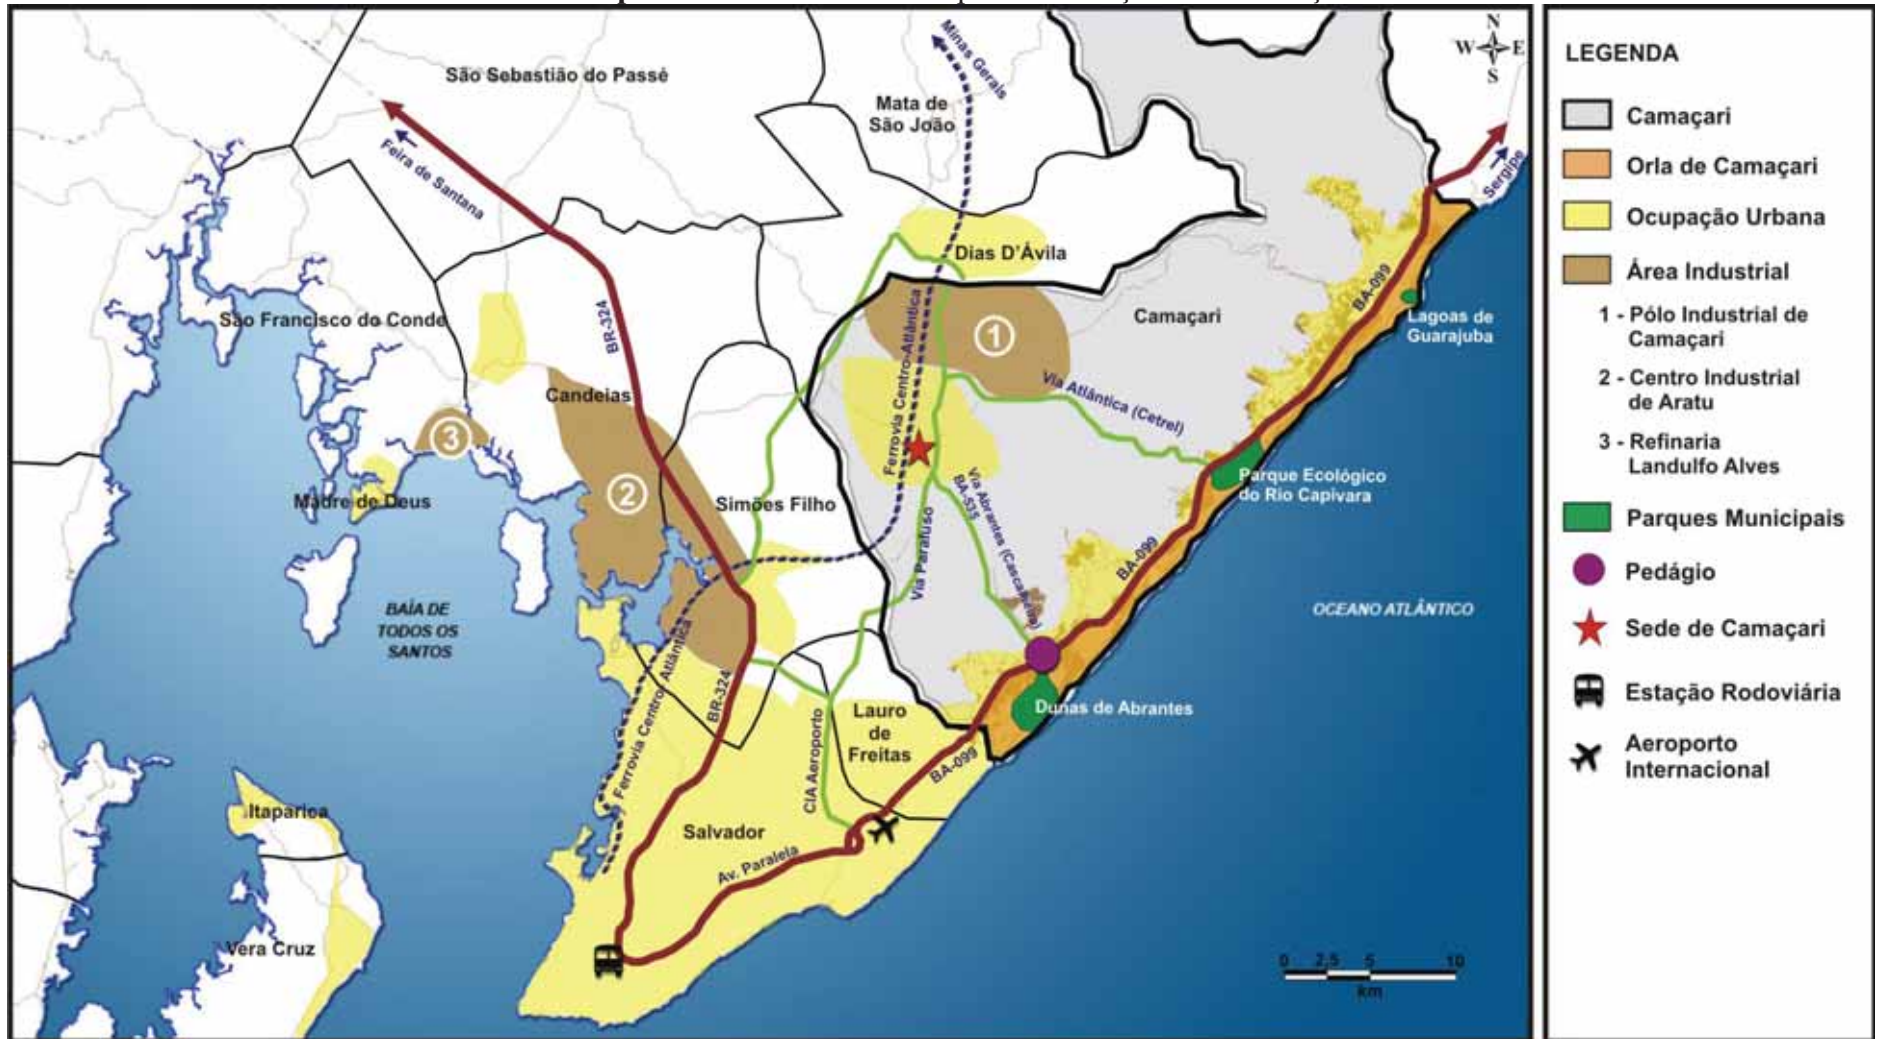 São Sebastião do Passé
Minas Gerais
Mata de
São João
N
W E
S
Feira de Santana
Sergipe
Dias D'Ávila
São Francisco do Conde
BR-324
Ferrovia Centro-Atlântica
1
Camaçari
BA-099
Lagoas de
Guarajuba
Candeias
Via Atlântica (Cetrel)
3
2
Madre de Deus
Simões Filho
Parque Ecológico
do Rio Capivara
Via Abrantes (Cascalheira)
BA-535
Via Parafuso
BA-099
BAÍA DE
TODOS OS
SANTOS
OCEANO ATLÂNTICO
Ferrovia Centro Atlântica
BR-324
Dunas de Abrantes
Lauro
de
Freitas
CIA Aeroporto
BA-099
Itaparica
Salvador
Av. Paralela
Vera Cruz
0 2,5 5 10
km
LEGENDA
Camaçari
Orla de Camaçari
Ocupação Urbana
Área Industrial
1 - Pólo Industrial de
Camaçari
2 - Centro Industrial
de Aratu
3 - Refinaria
Landulfo Alves
Parques Municipais
Pedágio
Sede de Camaçari
Estação Rodoviária
Aeroporto
Internacional